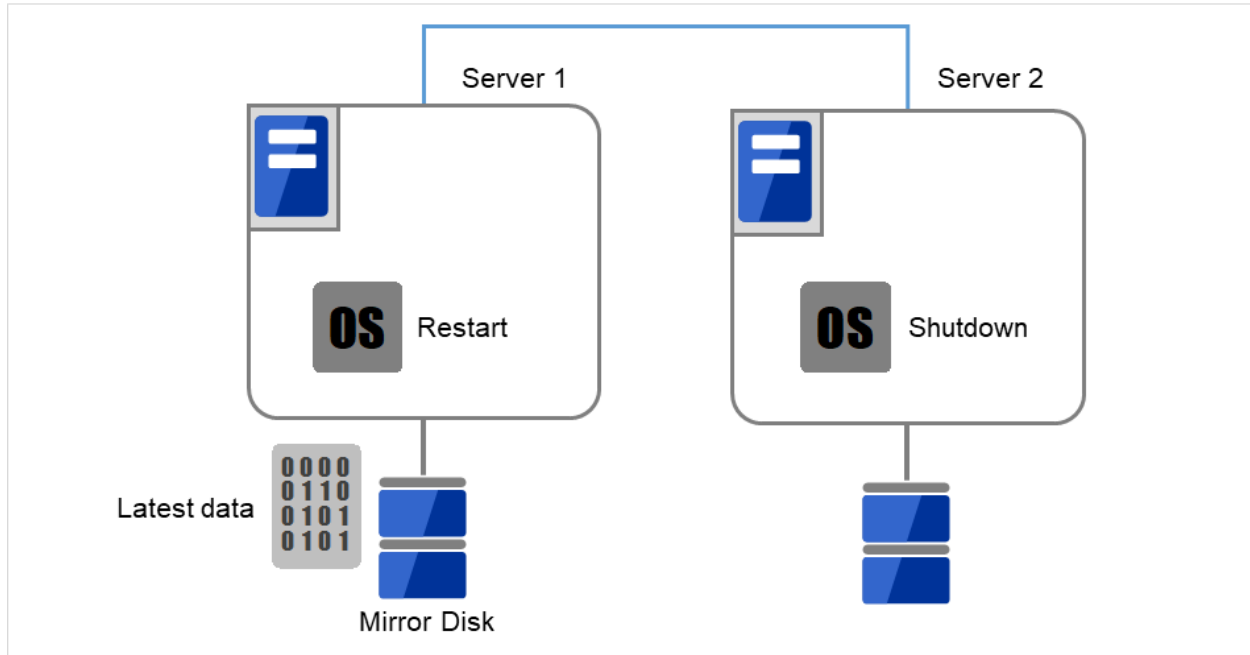 Server 1
Server 2
OS Restart
OS Shutdown
Latest data
0000
0110
0101
0101
Mirror Disk